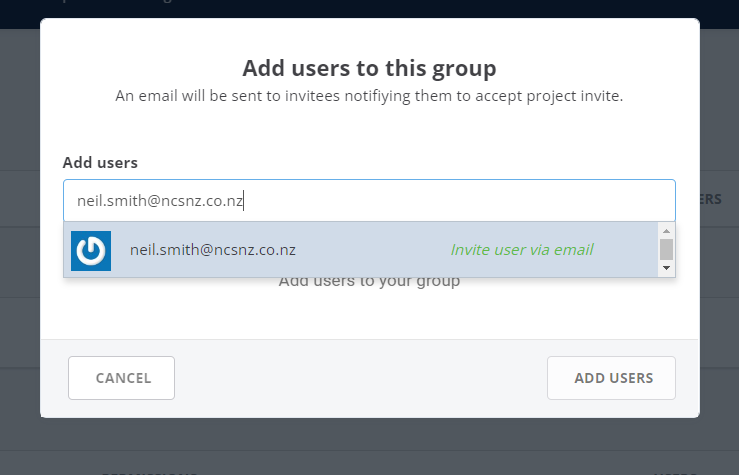 Add users to this group
An email will be sent to invitees notifiying them to accept project invite.
Add users
neil.smith@ncsnz.co.nz
neil.smith@ncsnz.co.nz Invite user via email
Add users to your group
CANCEL ADD USERS